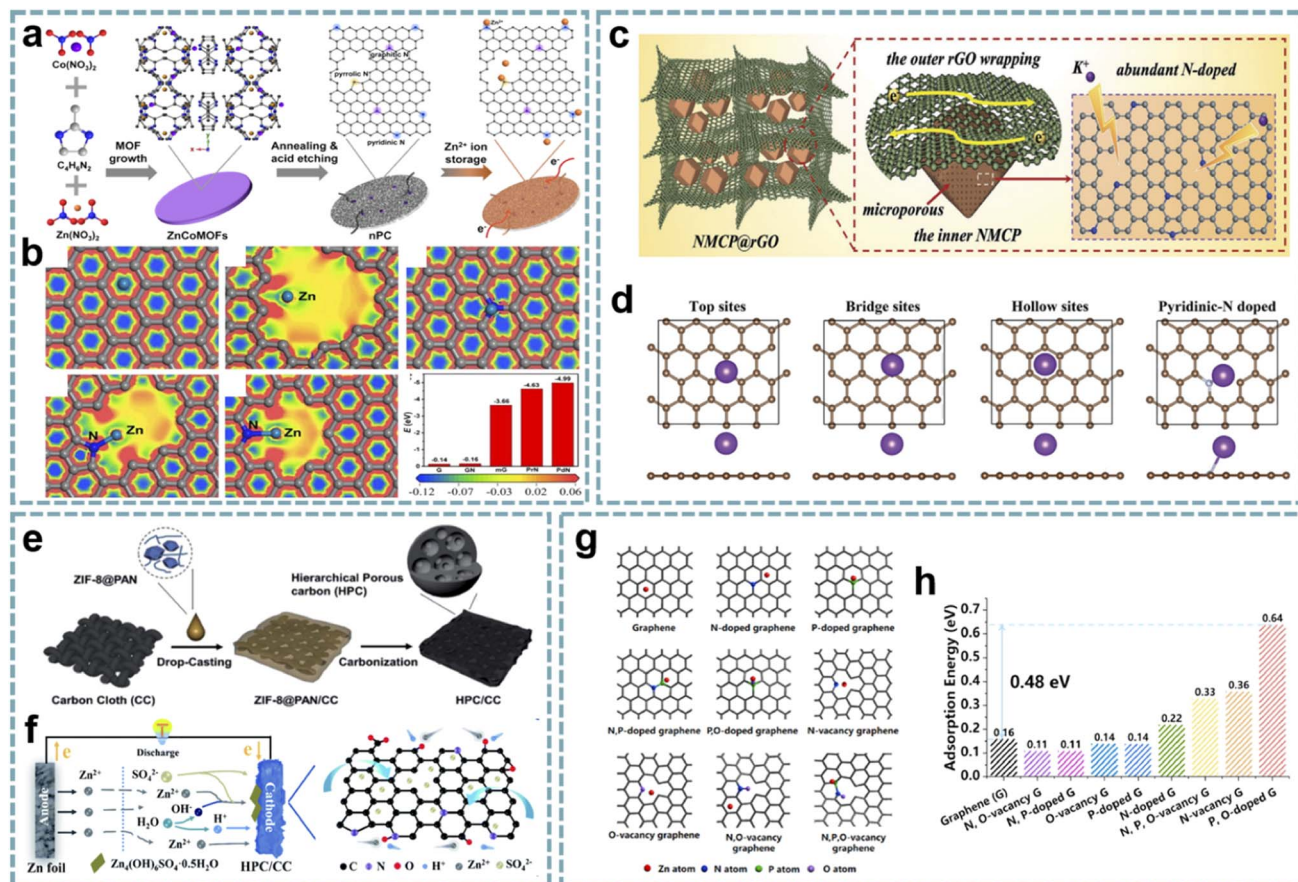 a
Co(NO₃)₂
C₄H₆N₂
Zn(NO₃)₂
MOF
growth
ZnCoMOFs
Annealing &
acid etching
graphitic N
pyrrolic N
pyridinic N
nPC
Zn²⁺ ion
storage
Zn²⁺
e⁻
e⁻
b
Zn
N
Zn
N
Zn
E (eV)
-0.14
-0.15
-3.66
-4.63
-4.99
G
GN
mG
PrN
PdN
-0.12
-0.07
-0.03
0.02
0.06
c
NMCP@rGO
the outer rGO wrapping
e⁻
e⁻
microporous
the inner NMCP
K⁺
abundant N-doped
d
Top sites
Bridge sites
Hollow sites
Pyridinic-N doped
e
ZIF-8@PAN
Carbon Cloth (CC)
Drop-Casting
ZIF-8@PAN/CC
Carbonization
Hierarchical Porous
carbon (HPC)
HPC/CC
f
e
Discharge
e
Anode
Zn²⁺
SO₄²⁻
Zn²⁺
OH⁻
H₂O
H⁺
Zn²⁺
Cathode
Zn foil
Zn₄(OH)₆SO₄·0.5H₂O
HPC/CC
C
N
O
H⁺
Zn²⁺
SO₄²⁻
g
Graphene
N-doped graphene
P-doped graphene
N,P-doped graphene
P,O-doped graphene
N-vacancy graphene
O-vacancy graphene
N,O-vacancy
graphene
N,P,O-vacancy
graphene
Zn atom
N atom
P atom
O atom
h
Adsorption Energy (eV)
0.7
0.6
0.5
0.4
0.3
0.2
0.1
0.0
0.48 eV
0.16
0.11
0.11
0.14
0.14
0.22
0.33
0.36
0.64
Graphene (G)
N, O-vacancy G
N, P-doped G
O-vacancy G
P-doped G
N-doped G
N, P, O-vacancy G
N-vacancy G
P, O-doped G